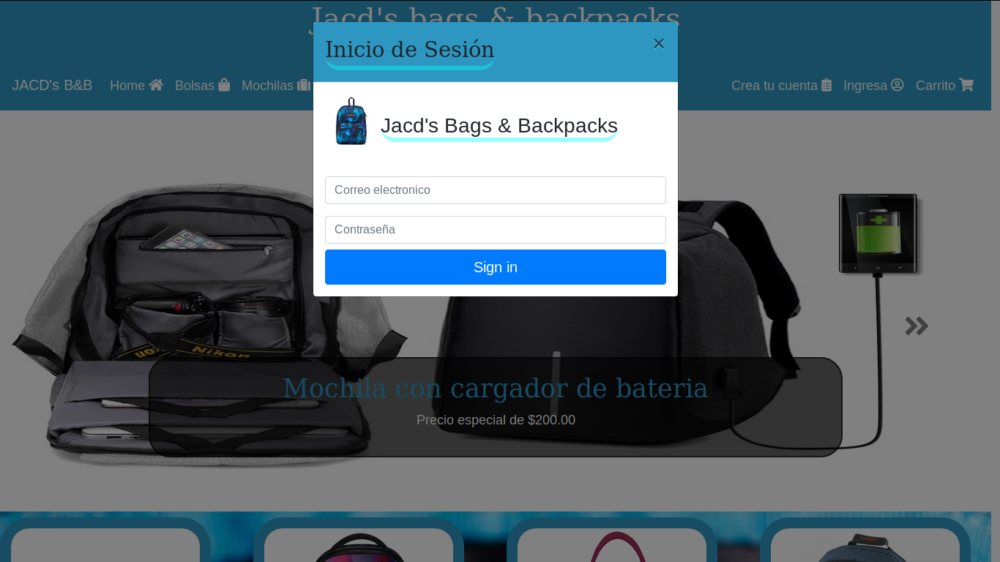 Jacd's bags & backpacks
Inicio de Sesión
×
JACD's B&B Home Bolsas Mochilas Crea tu cuenta Ingresa Carrito
Jacd's Bags & Backpacks
Correo electronico
Contraseña
Sign in
Nikon
Mochila con cargador de bateria
Precio especial de $200.00